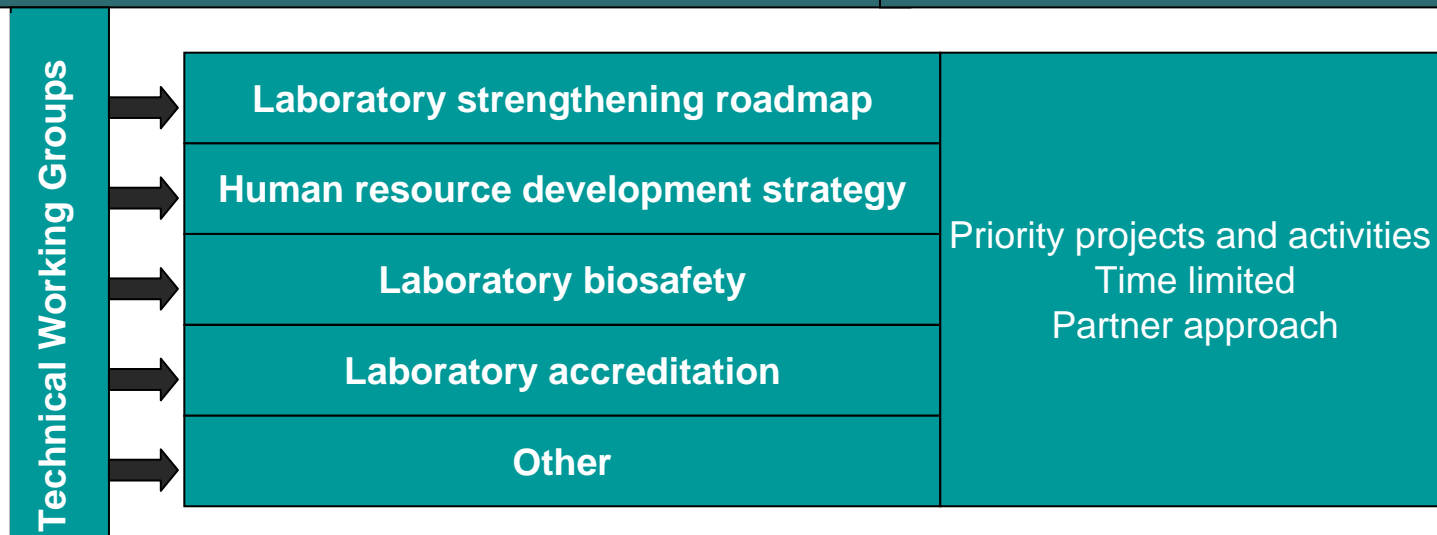 Technical Working Groups
Laboratory strengthening roadmap
Human resource development strategy
Laboratory biosafety
Laboratory accreditation
Other
Priority projects and activities
Time limited
Partner approach